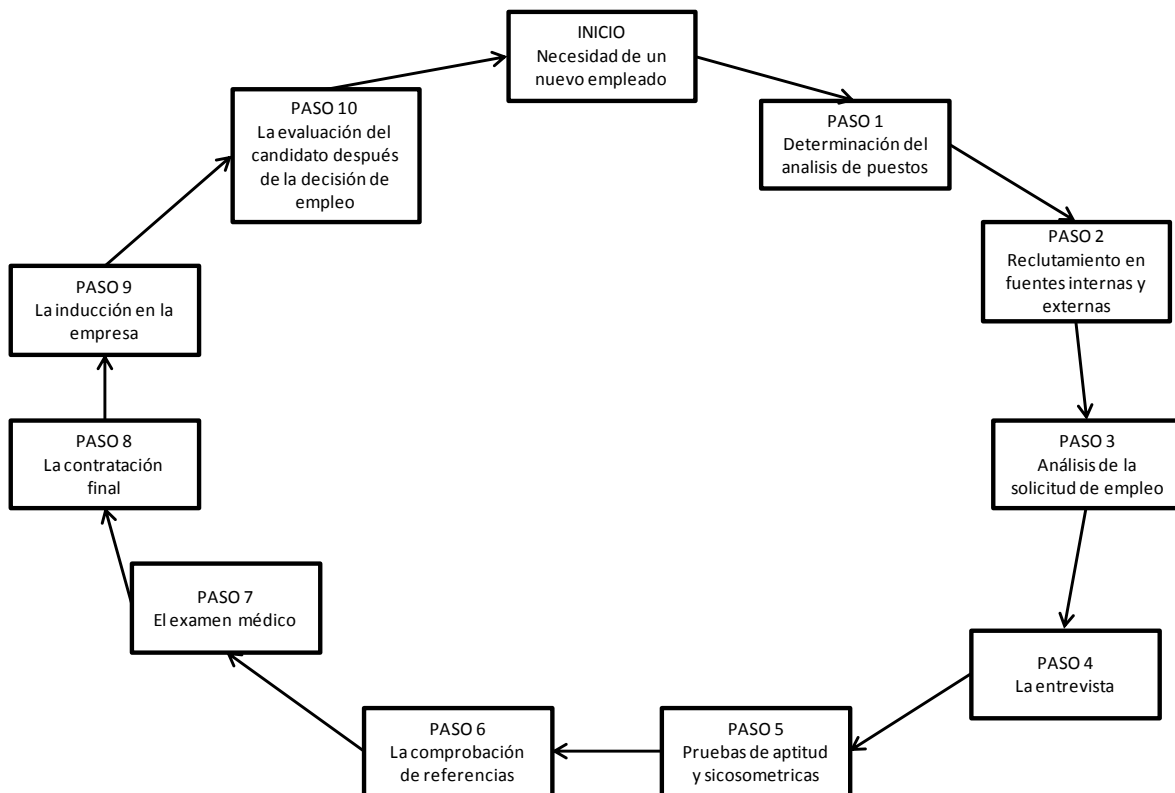 INICIO
Necesidad de un
nuevo empleado
PASO 1
Determinación del
analisis de puestos
PASO 2
Reclutamiento en
fuentes internas y
externas
PASO 3
Análisis de la
solicitud de empleo
PASO 4
La entrevista
PASO 5
Pruebas de aptitud
y sicosometricas
PASO 6
La comprobación
de referencias
PASO 7
El examen médico
PASO 8
La contratación
final
PASO 9
La inducción en la
empresa
PASO 10
La evaluación del
candidato después
de la decisión de
empleo